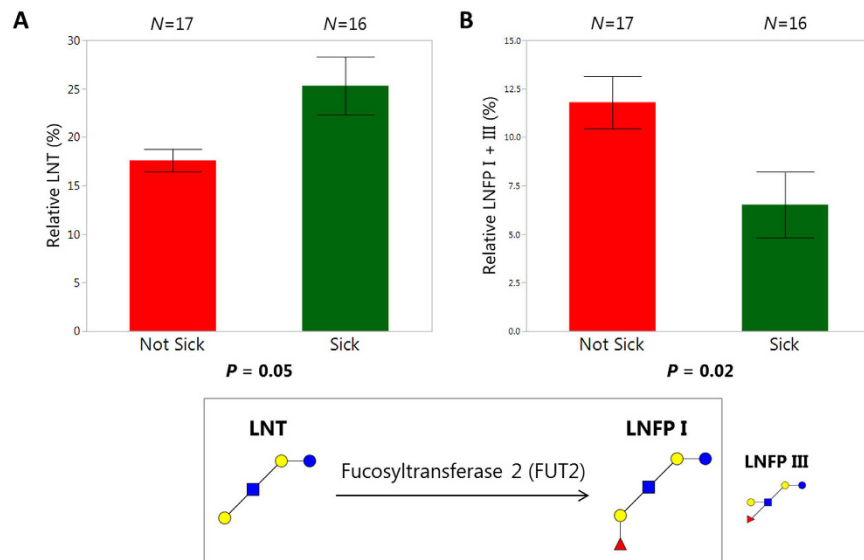 A
N=17
N=16
Relative LNT (%)
30
25
20
15
10
5
0
Not Sick
Sick
P = 0.05
B
N=17
N=16
Relative LNFP I + III (%)
15.0
12.5
10.0
7.5
5.0
2.5
0.0
Not Sick
Sick
P = 0.02
LNT
Fucosyltransferase 2 (FUT2)
LNFP I
LNFP III